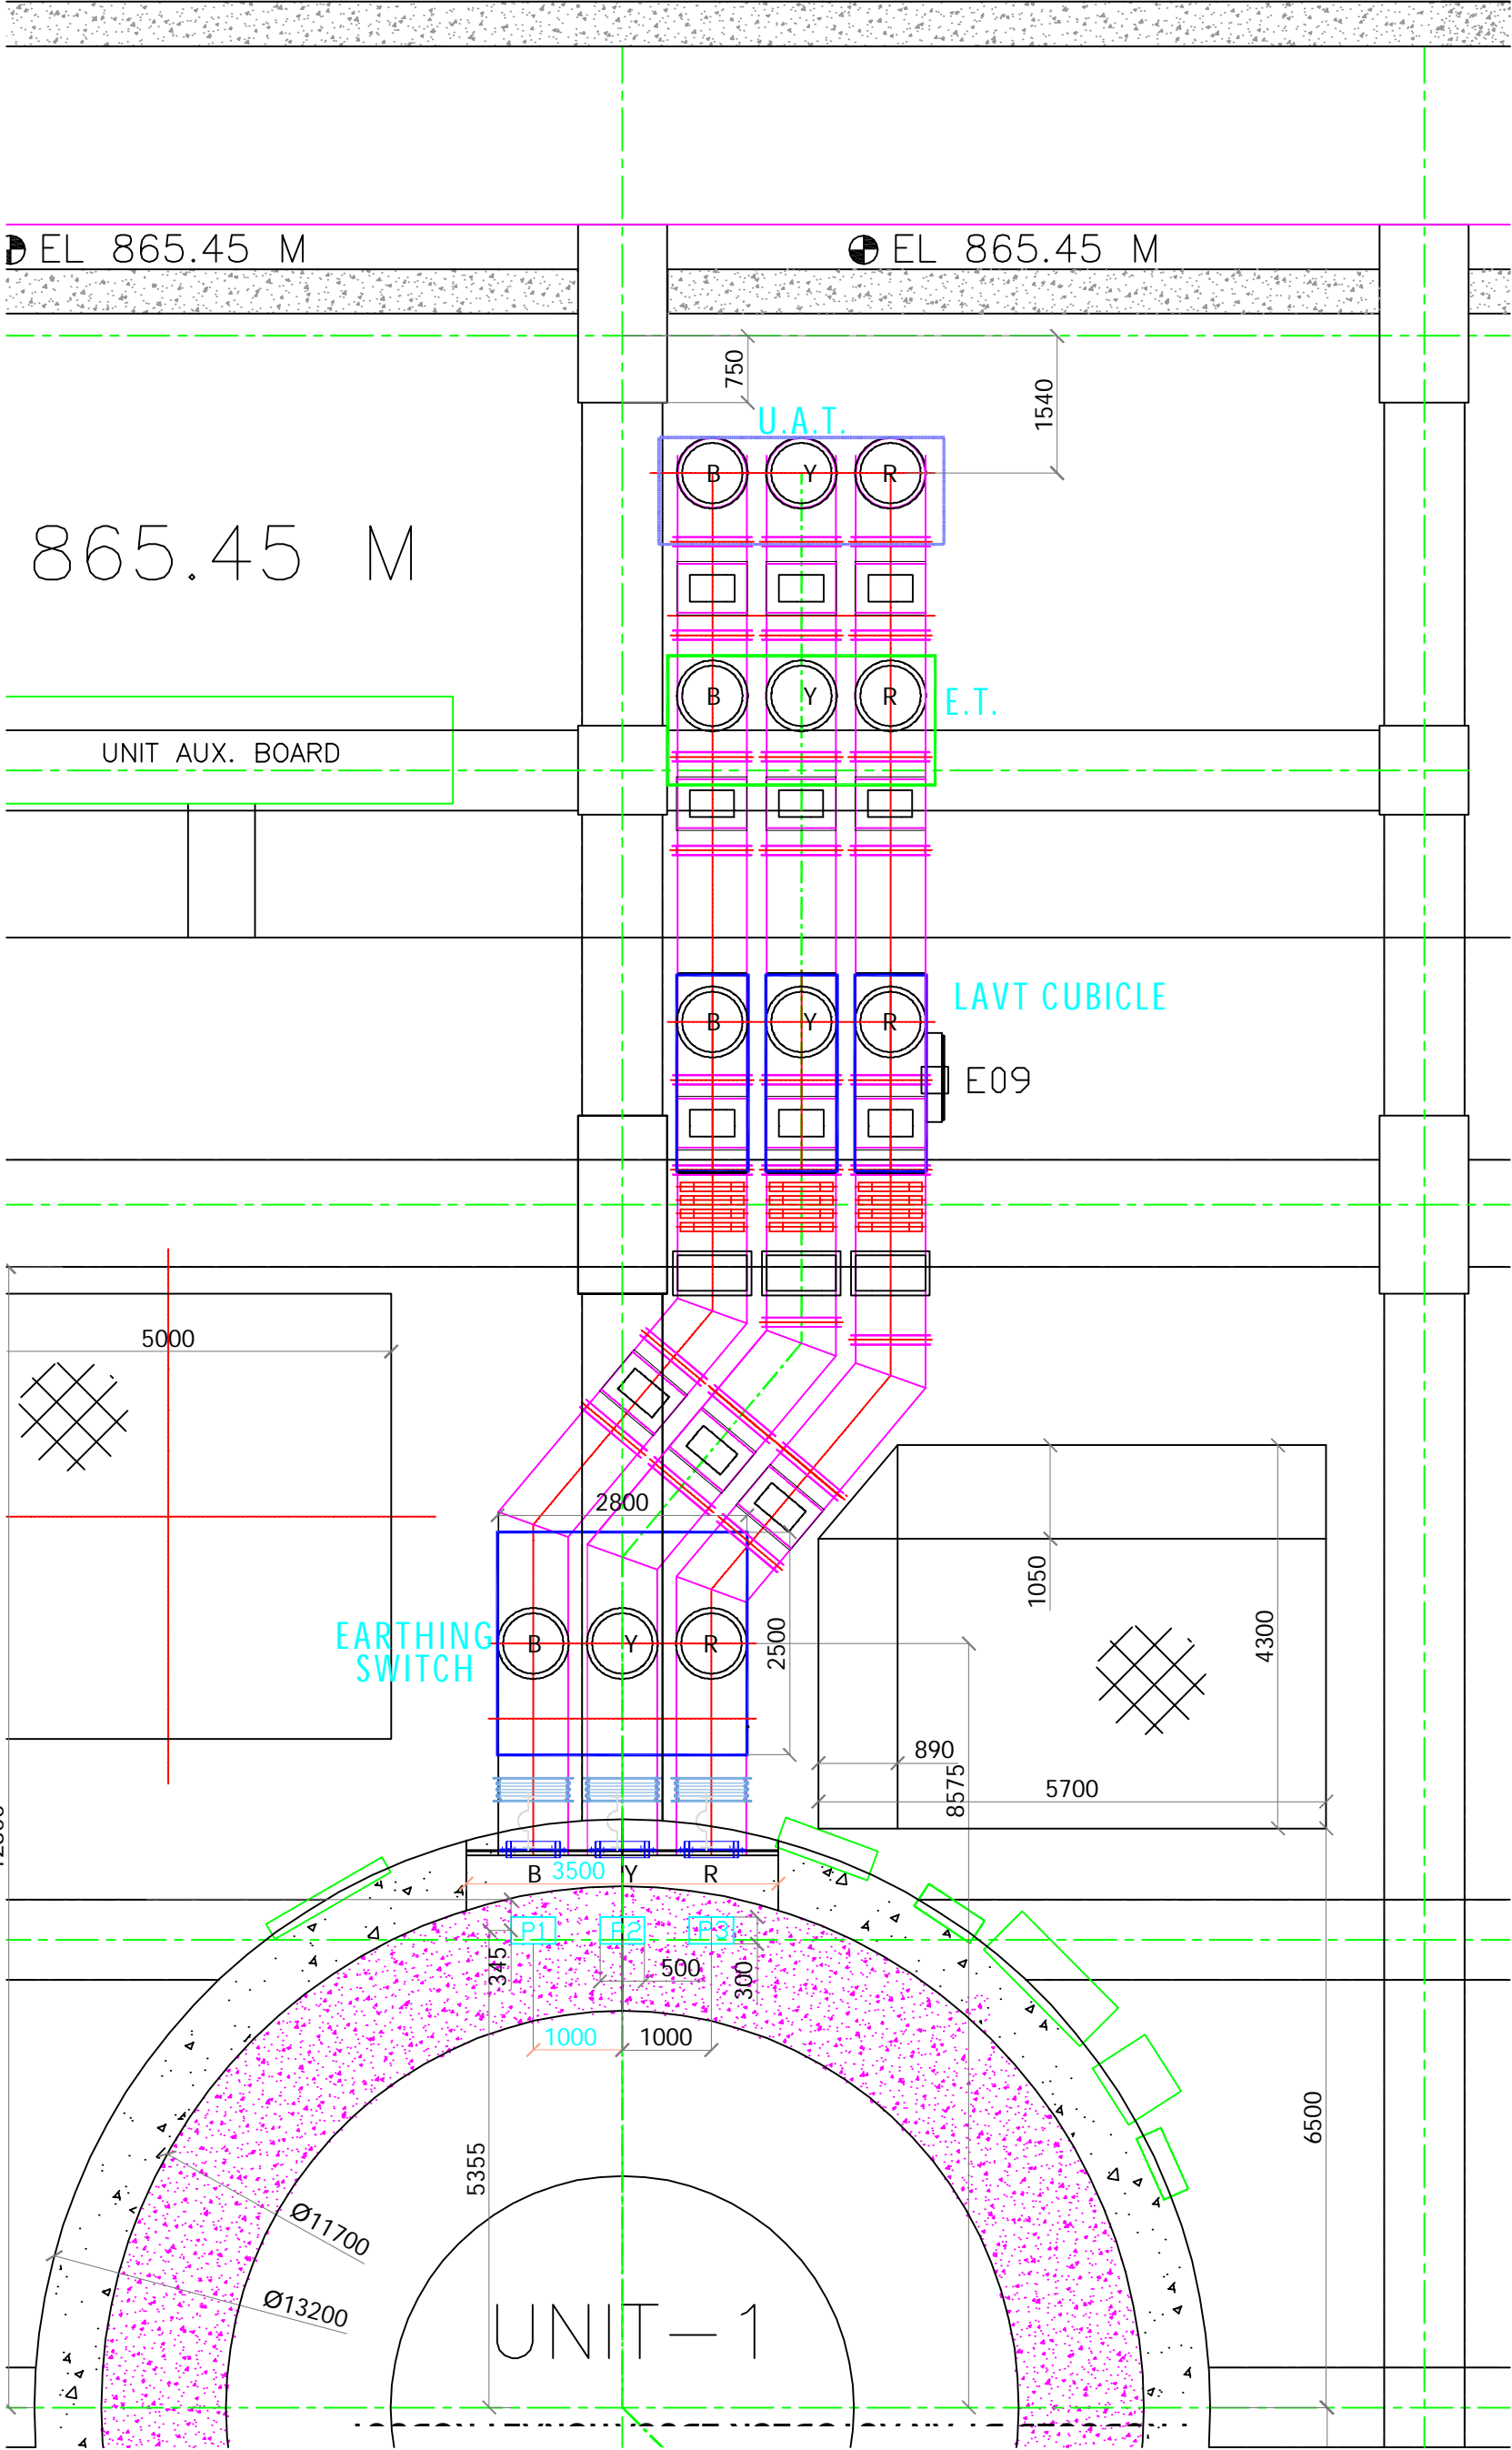 EL 865.45 M
EL 865.45 M
750
1540
U.A.T.
B Y R
865.45 M
B Y R
E.T.
UNIT AUX. BOARD
LAVT CUBICLE
B Y R
E09
5000
2800
1050
4300
2500
EARTHING
SWITCH
B Y R
890
8575
5700
B 3500 Y R
P1 P2 P3
345
500
300
1000
1000
6500
5355
Ø11700
Ø13200
UNIT-1